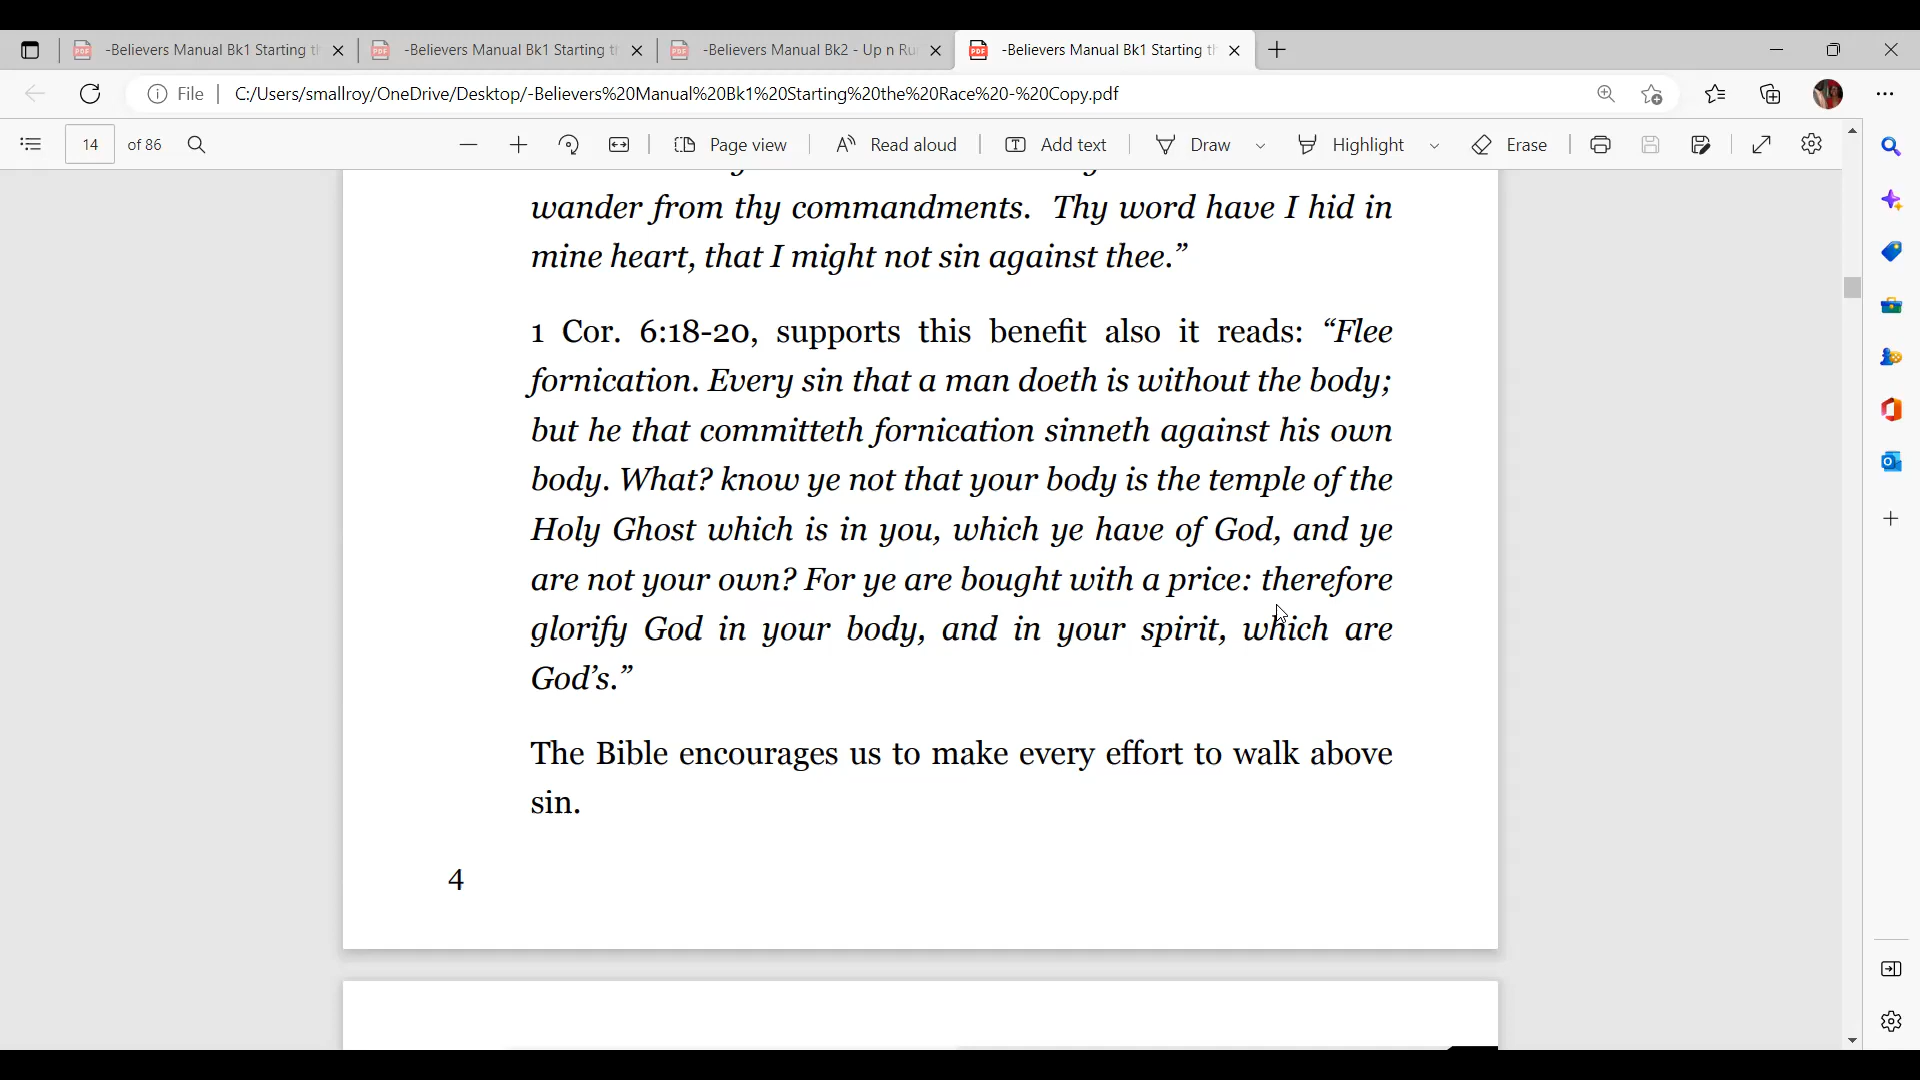 -Believers Manual Bk1 Starting th
-Believers Manual Bk1 Starting th
-Believers Manual Bk2 - Up n Ru
-Believers Manual Bk1 Starting th
File
C:/Users/smallroy/OneDrive/Desktop/-Believers%20Manual%20Bk1%20Starting%20the%20Race%20-%20Copy.pdf
14 of 86
Page view
Read aloud
Add text
Draw
Highlight
Erase
wander from thy commandments. Thy word have I hid in
mine heart, that I might not sin against thee.”
1 Cor. 6:18-20, supports this benefit also it reads: “Flee
fornication. Every sin that a man doeth is without the body;
but he that committeth fornication sinneth against his own
body. What? know ye not that your body is the temple of the
Holy Ghost which is in you, which ye have of God, and ye
are not your own? For ye are bought with a price: therefore
glorify God in your body, and in your spirit, which are
God’s.”
The Bible encourages us to make every effort to walk above
sin.
4